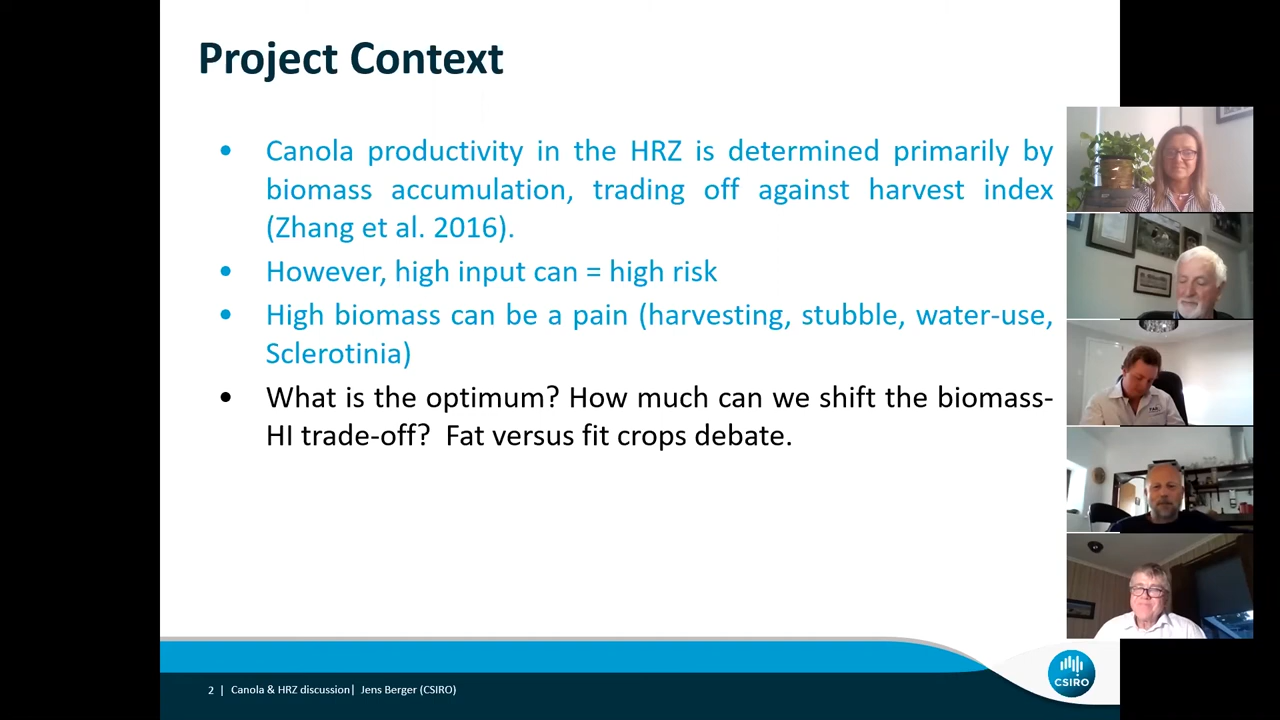 Project Context
• Canola productivity in the HRZ is determined primarily by
biomass accumulation, trading off against harvest index
(Zhang et al. 2016).
• However, high input can = high risk
• High biomass can be a pain (harvesting, stubble, water-use,
Sclerotinia)
• What is the optimum? How much can we shift the biomass-
HI trade-off? Fat versus fit crops debate.
2 | Canola & HRZ discussion| Jens Berger (CSIRO)
CSIRO